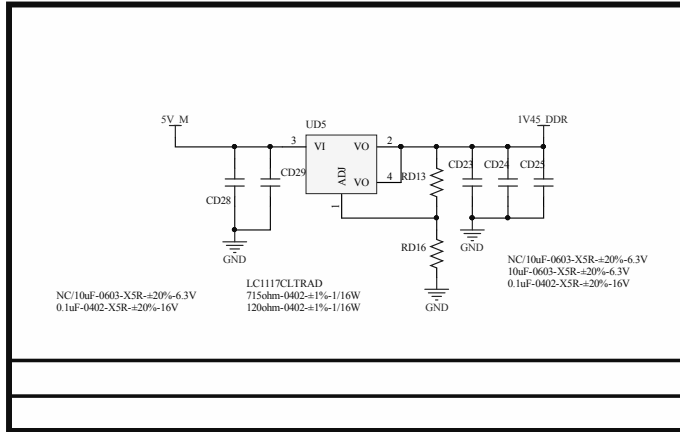 5V_M
1V45_DDR
UD5
3
VI
VO
2
CD29
ADJ
VO
4
RD13
CD23
CD24
CD25
CD28
1
GND
RD16
GND
GND
NC/10uF-0603-X5R-±20%-6.3V
10uF-0603-X5R-±20%-6.3V
0.1uF-0402-X5R-±20%-16V
LC1117CLTRAD
715ohm-0402-±1%-1/16W
120ohm-0402-±1%-1/16W
NC/10uF-0603-X5R-±20%-6.3V
0.1uF-0402-X5R-±20%-16V